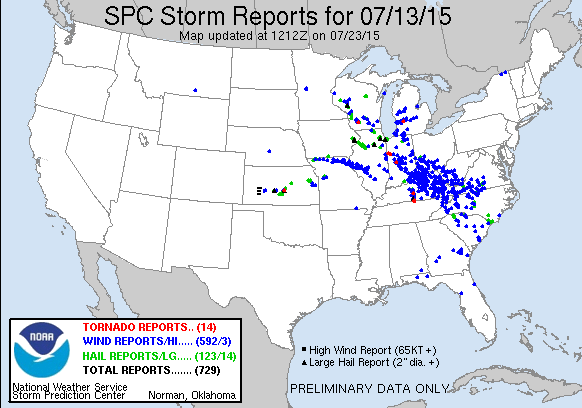 SPC Storm Reports for 07/13/15
Map updated at 1212Z on 07/23/15
NOAA
TORNADO REPORTS.. (14)
WIND REPORTS/HI..... (592/3)
HAIL REPORTS/LG..... (123/14)
TOTAL REPORTS....... (729)
National Weather Service
Storm Prediction Center Norman, Oklahoma
High Wind Report (65KT +)
Large Hail Report (2" dia. +)
PRELIMINARY DATA ONLY